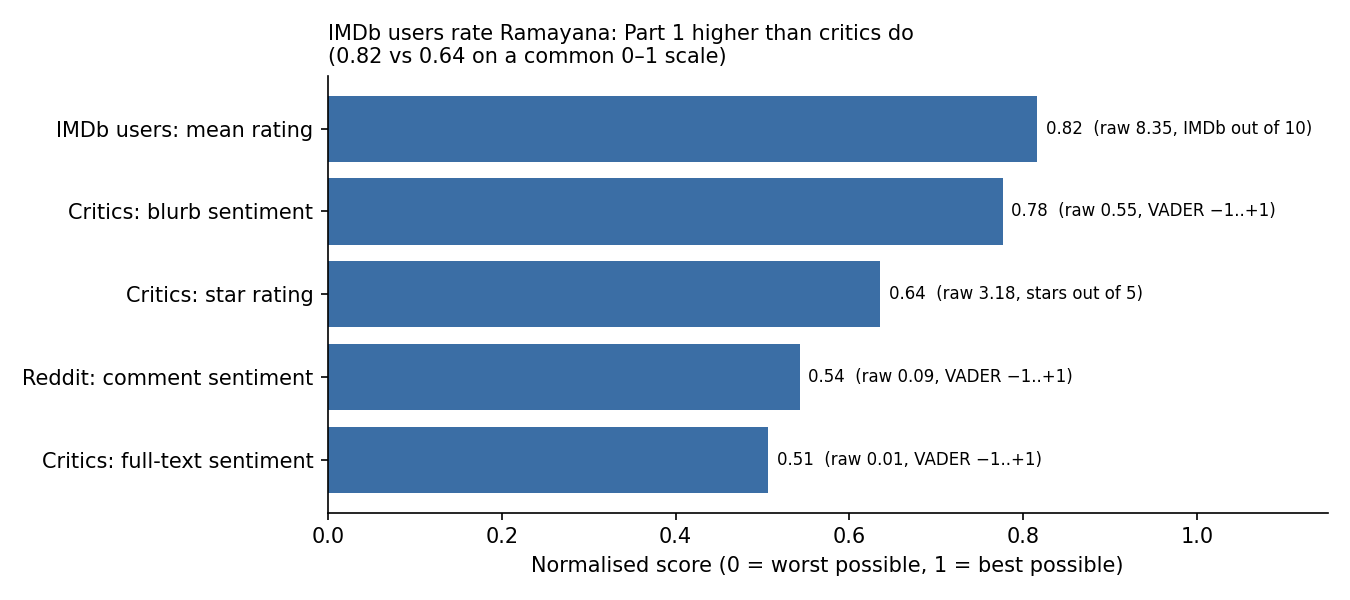 IMDb users rate Ramayana: Part 1 higher than critics do
(0.82 vs 0.64 on a common 0–1 scale)
IMDb users: mean rating
0.82 (raw 8.35, IMDb out of 10)
Critics: blurb sentiment
0.78 (raw 0.55, VADER −1..+1)
Critics: star rating
0.64 (raw 3.18, stars out of 5)
Reddit: comment sentiment
0.54 (raw 0.09, VADER −1..+1)
Critics: full-text sentiment
0.51 (raw 0.01, VADER −1..+1)
0.0 0.2 0.4 0.6 0.8 1.0
Normalised score (0 = worst possible, 1 = best possible)